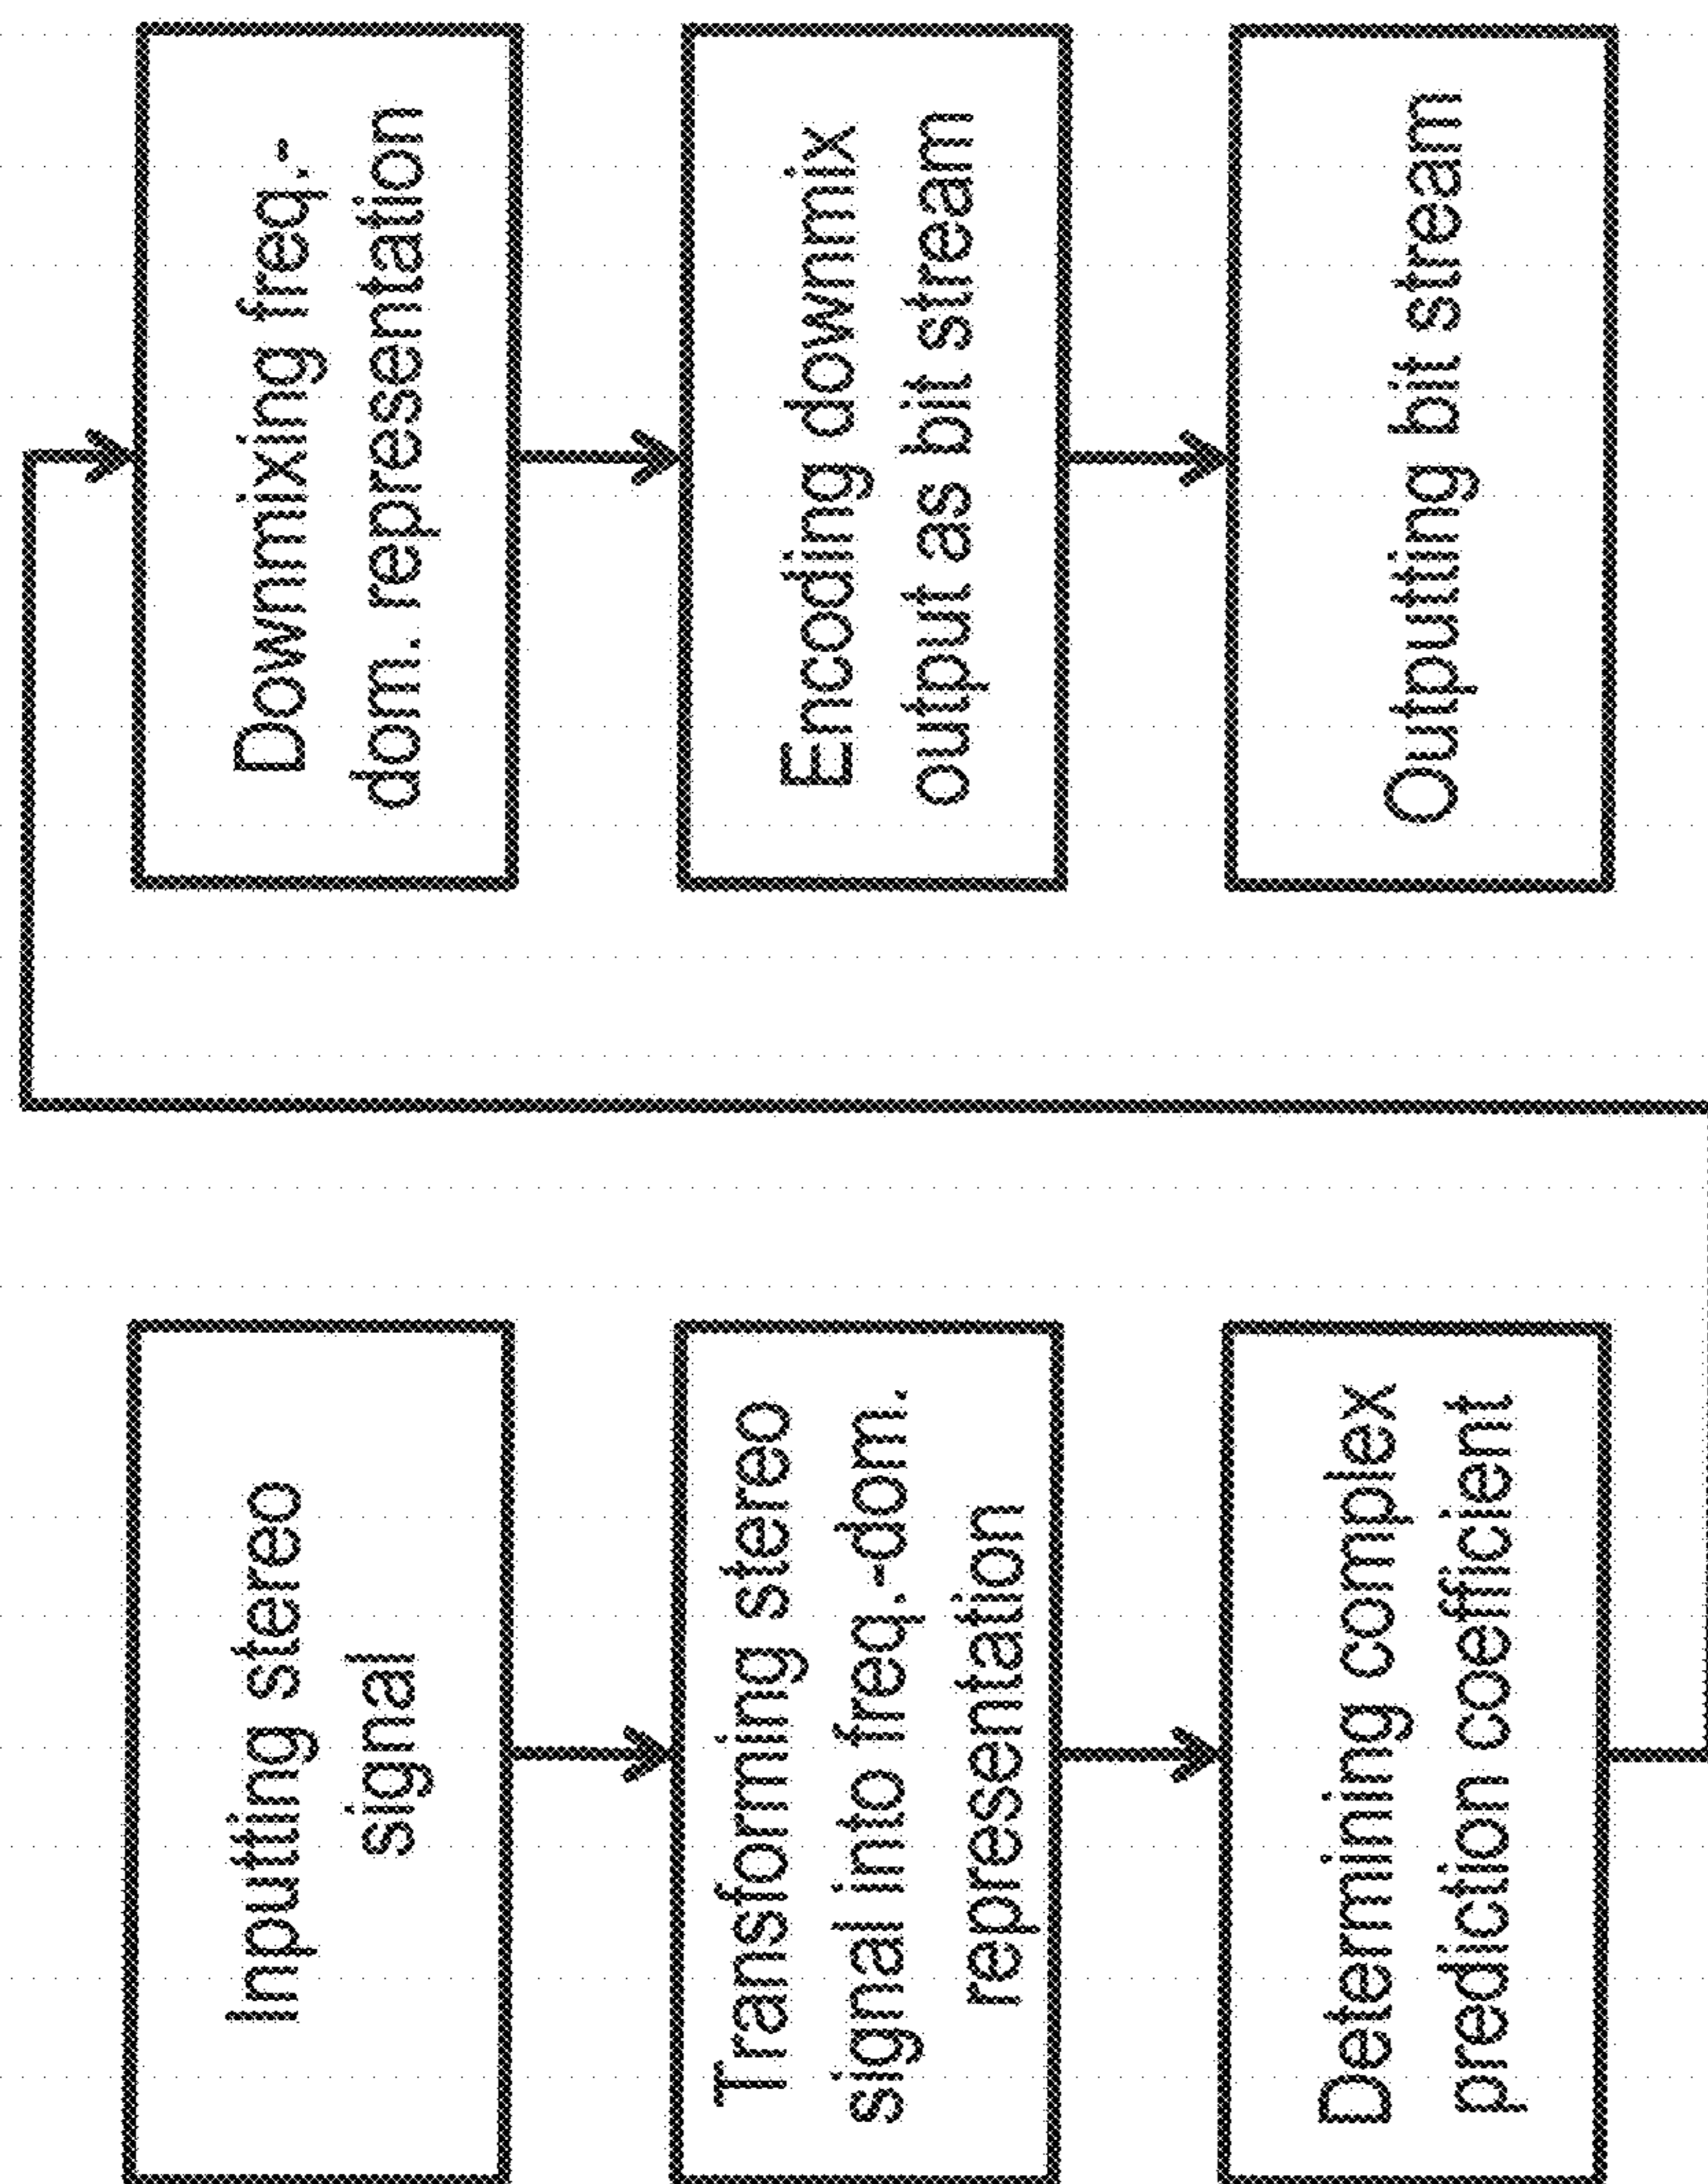 Inputting stereo
signal
Transforming stereo
signal into freq.-dom.
representation
Determining complex
prediction coefficient
Downmixing freq.-
dom. representation
Encoding downmix
output as bit stream
Outputting bit stream